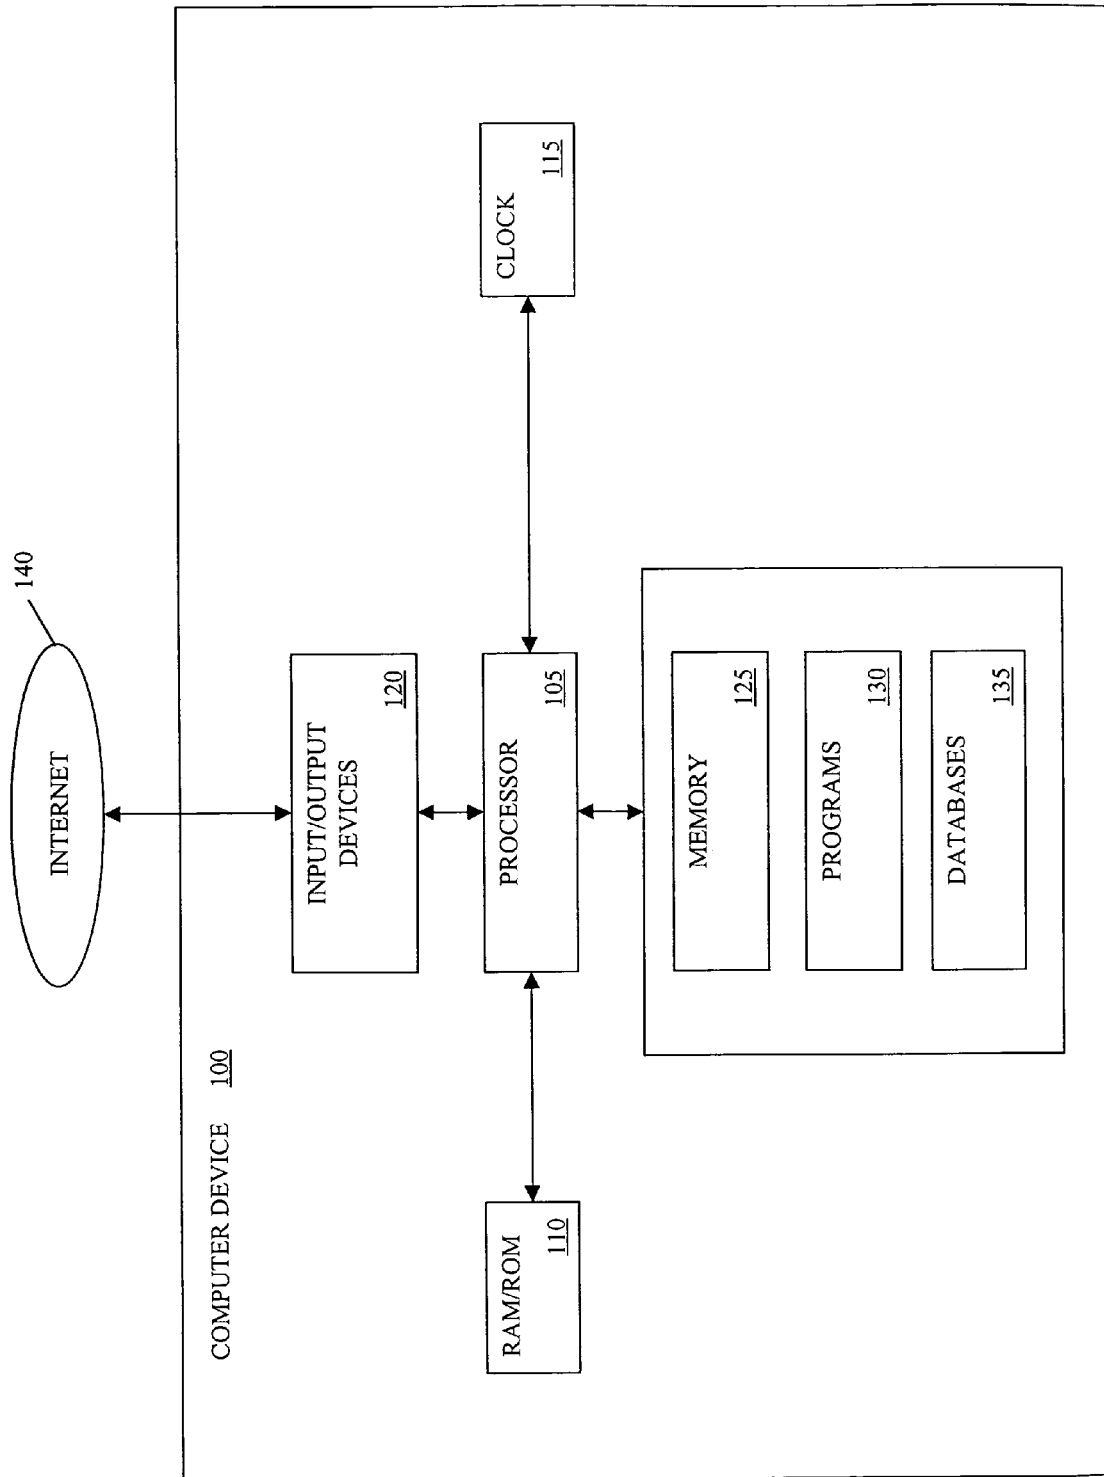 140
INTERNET
COMPUTER DEVICE 100
INPUT/OUTPUT
DEVICES
120
RAM/ROM
110
PROCESSOR
105
CLOCK
115
MEMORY
125
PROGRAMS
130
DATABASES
135